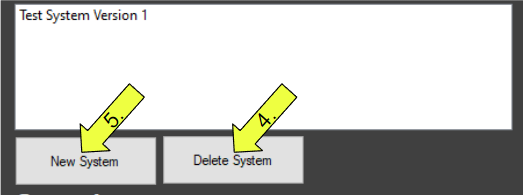 Test System Version 1
5.
4.
New System
Delete System